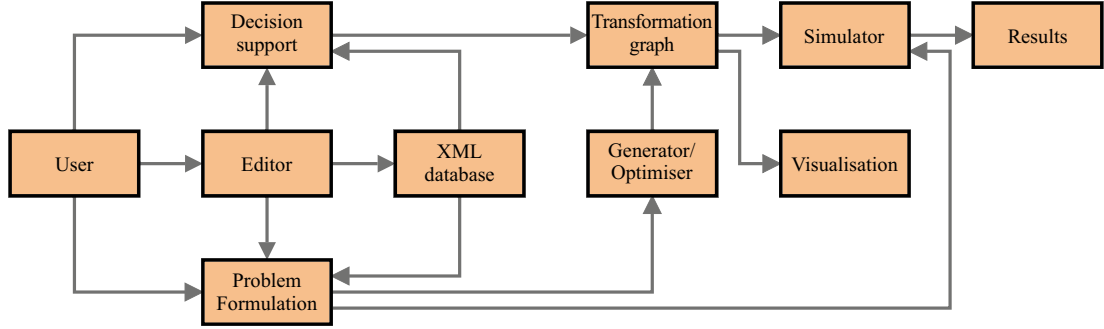 Decision
support
Transformation
graph
Simulator
Results
User
Editor
XML
database
Generator/
Optimiser
Visualisation
Problem
Formulation